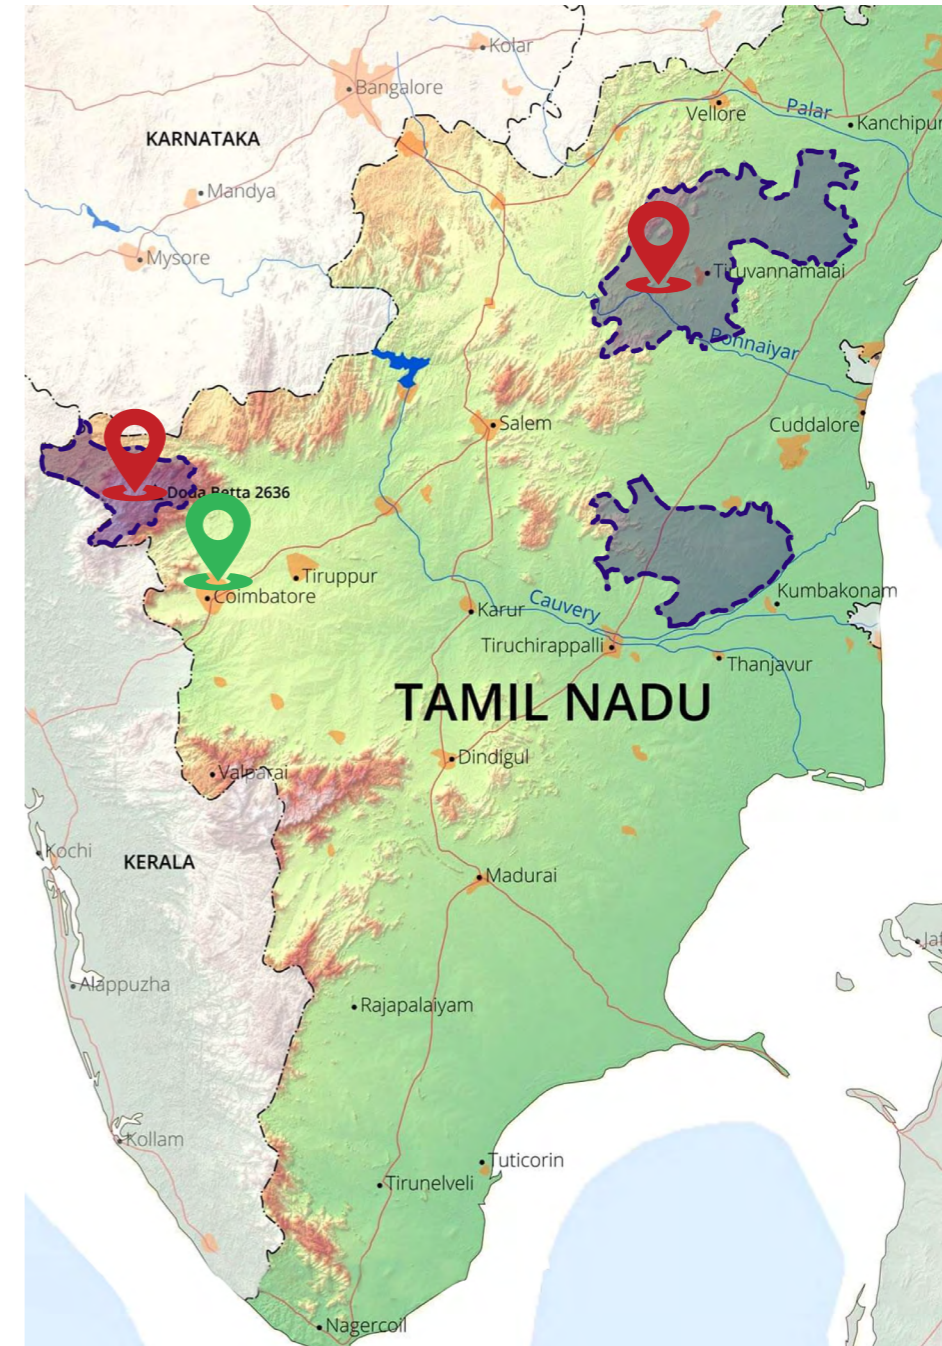 Kolar
Bangalore
Vellore
Palar
Kanchipur
KARNATAKA
Mandya
Mysore
Tiruvannamalai
Ponnaiyar
Salem
Cuddalore
Doda Betta 2636
Tiruppur
Coimbatore
Karur
Cauvery
Kumbakonam
Tiruchirappalli
Thanjavur
TAMIL NADU
Dindigul
Valparai
Kochi
KERALA
Madurai
Jaf
Alappuzha
Rajapalaiyam
Kollam
Tuticorin
Tirunelveli
Nagercoil